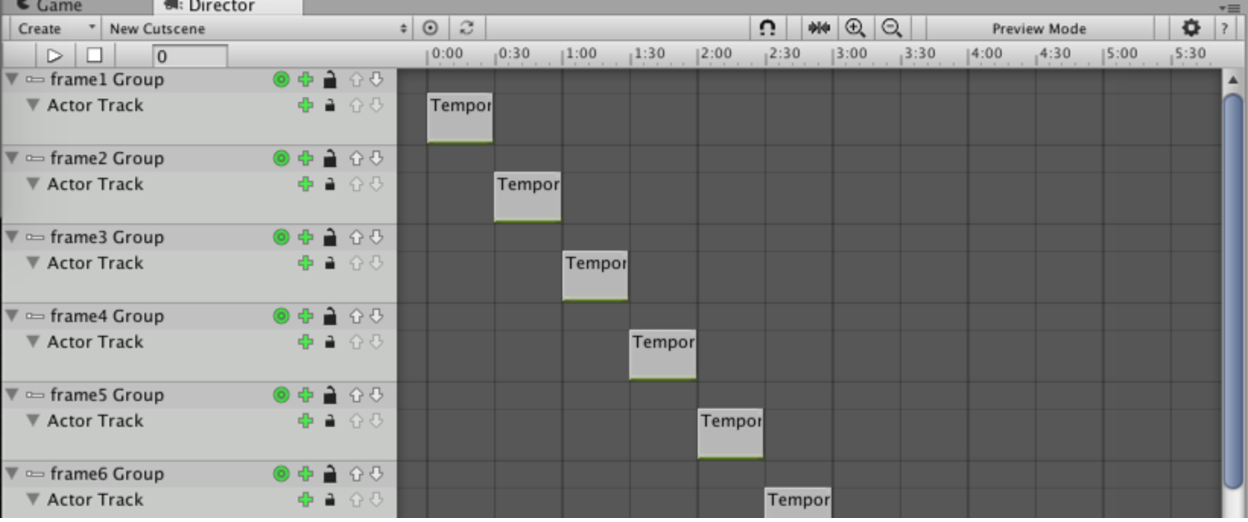 Game Director
Create New Cutscene Preview Mode ?
0 0:00 0:30 1:00 1:30 2:00 2:30 3:00 3:30 4:00 4:30 5:00 5:30
frame1 Group
Actor Track Tempor
frame2 Group
Actor Track Tempor
frame3 Group
Actor Track Tempor
frame4 Group
Actor Track Tempor
frame5 Group
Actor Track Tempor
frame6 Group
Actor Track Tempor